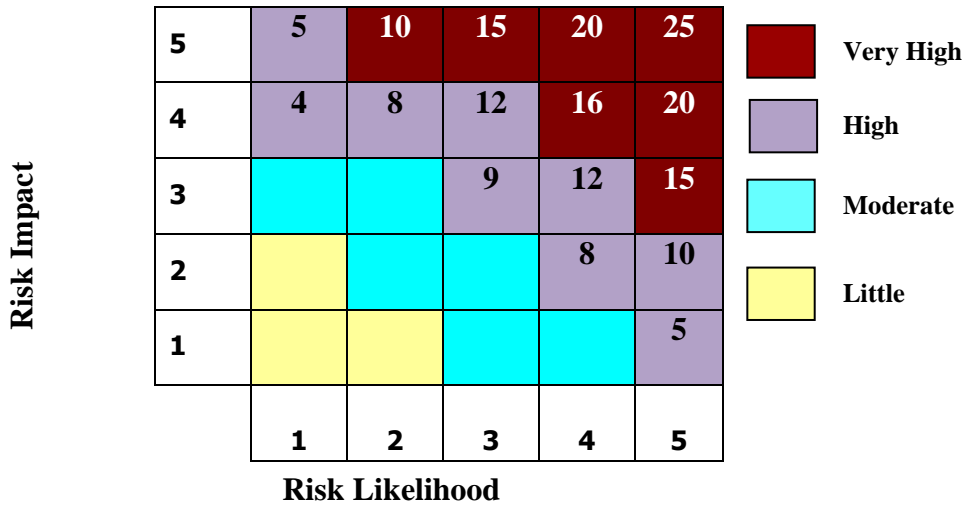 5 5 10 15 20 25
4 4 8 12 16 20
3 9 12 15
2 8 10
1 5
1 2 3 4 5
Risk Impact
Risk Likelihood
Very High
High
Moderate
Little